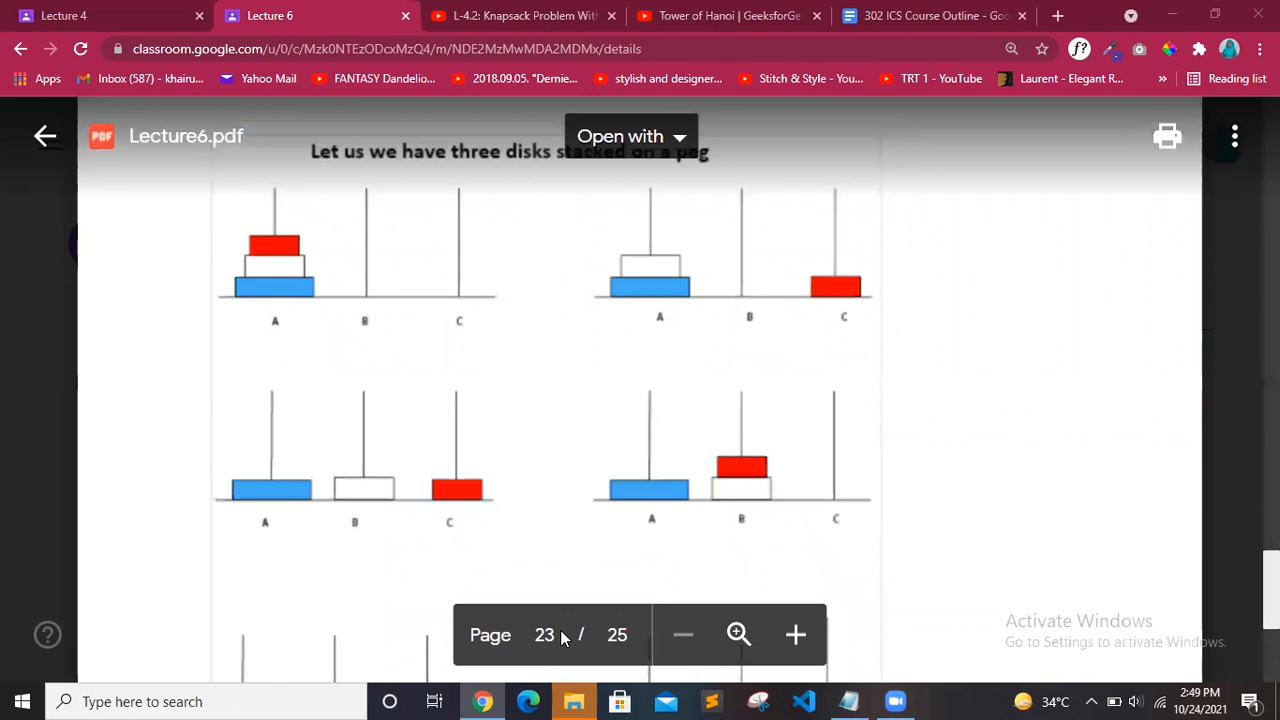 Lecture 4
Lecture 6
L-4.2: Knapsack Problem With
Tower of Hanoi | GeeksforGe
302 ICS Course Outline - Goo
classroom.google.com/u/0/c/Mzk0NTEzODcxMzQ4/m/NDE2MzMwMDA2MDMx/details
Apps
Inbox (587) - khairu...
Yahoo Mail
FANTASY Dandelio...
2018.09.05. "Dernie...
stylish and designer...
Stitch & Style - You...
TRT 1 - YouTube
Laurent - Elegant R...
Reading list
PDF
Lecture6.pdf
Open with
Let us we have three disks stacked on a peg
A B C
A B C
A B C
A B C
Page 23 / 25
Activate Windows
Go to Settings to activate Windows.
Type here to search
34°C
2:49 PM
10/24/2021